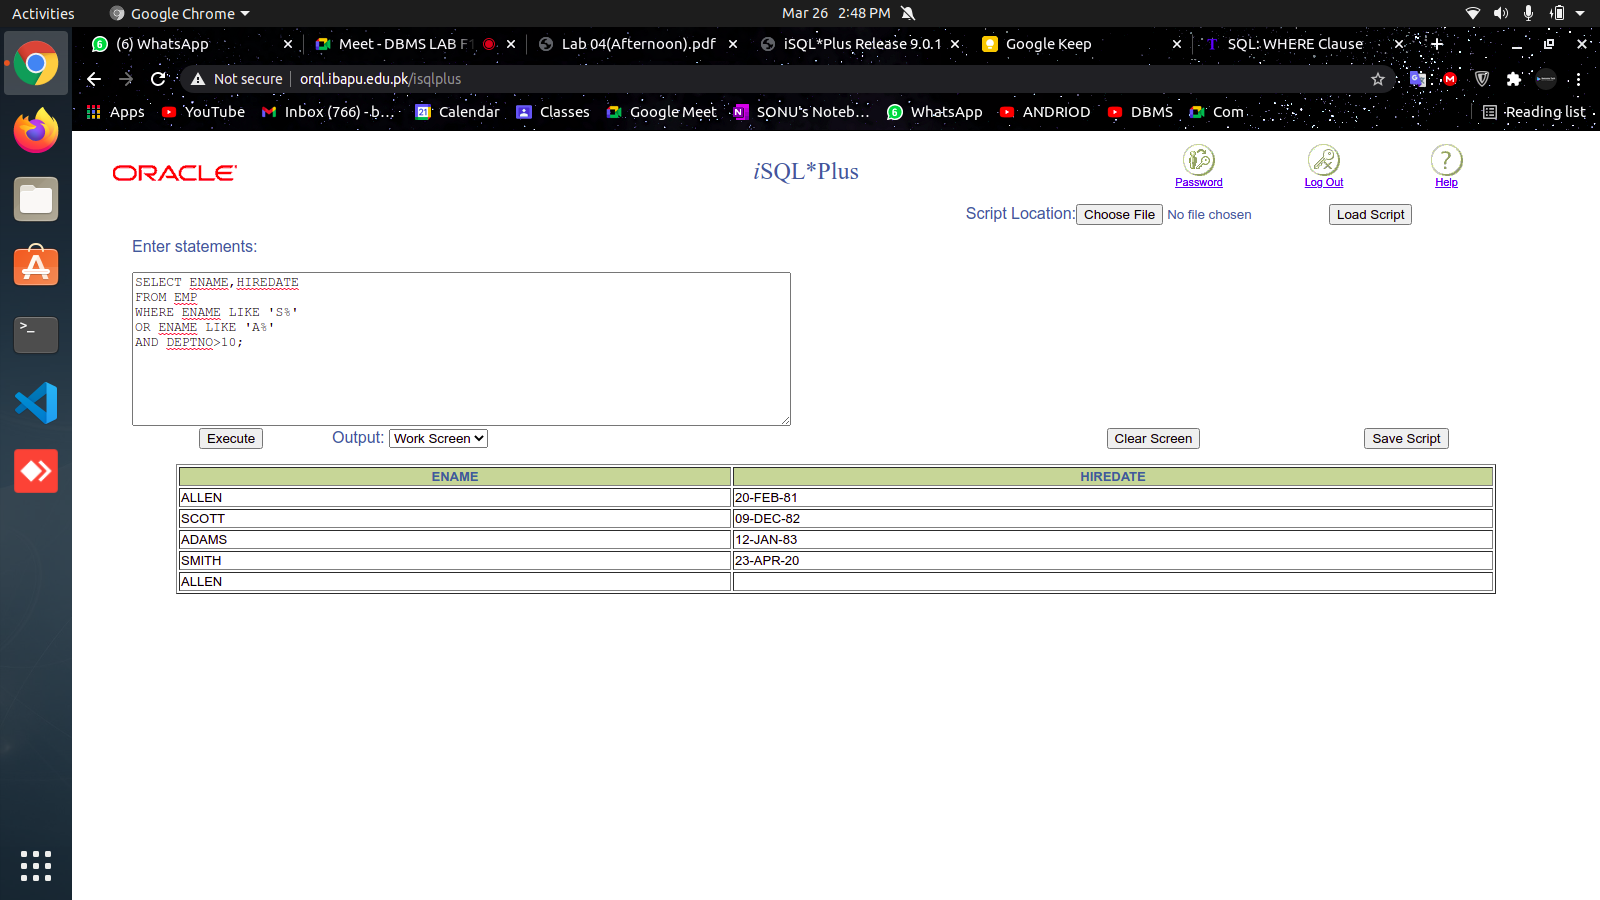 Activities Google Chrome Mar 26 2:48 PM
(6) WhatsApp Meet - DBMS LAB F1 Lab 04(Afternoon).pdf iSQL*Plus Release 9.0.1 Google Keep SQL: WHERE Clause
Not secure orql.ibapu.edu.pk/isqlplus
Apps YouTube Inbox (766) - b... Calendar Classes Google Meet SONU's Noteb... WhatsApp ANDRIOD DBMS Com Reading list
ORACLE iSQL*Plus Password Log Out Help
Script Location: Choose File No file chosen Load Script
Enter statements:
SELECT ENAME,HIREDATE
FROM EMP
WHERE ENAME LIKE 'S%'
OR ENAME LIKE 'A%'
AND DEPTNO>10;
Execute Output: Work Screen Clear Screen Save Script
ENAME HIREDATE
ALLEN 20-FEB-81
SCOTT 09-DEC-82
ADAMS 12-JAN-83
SMITH 23-APR-20
ALLEN